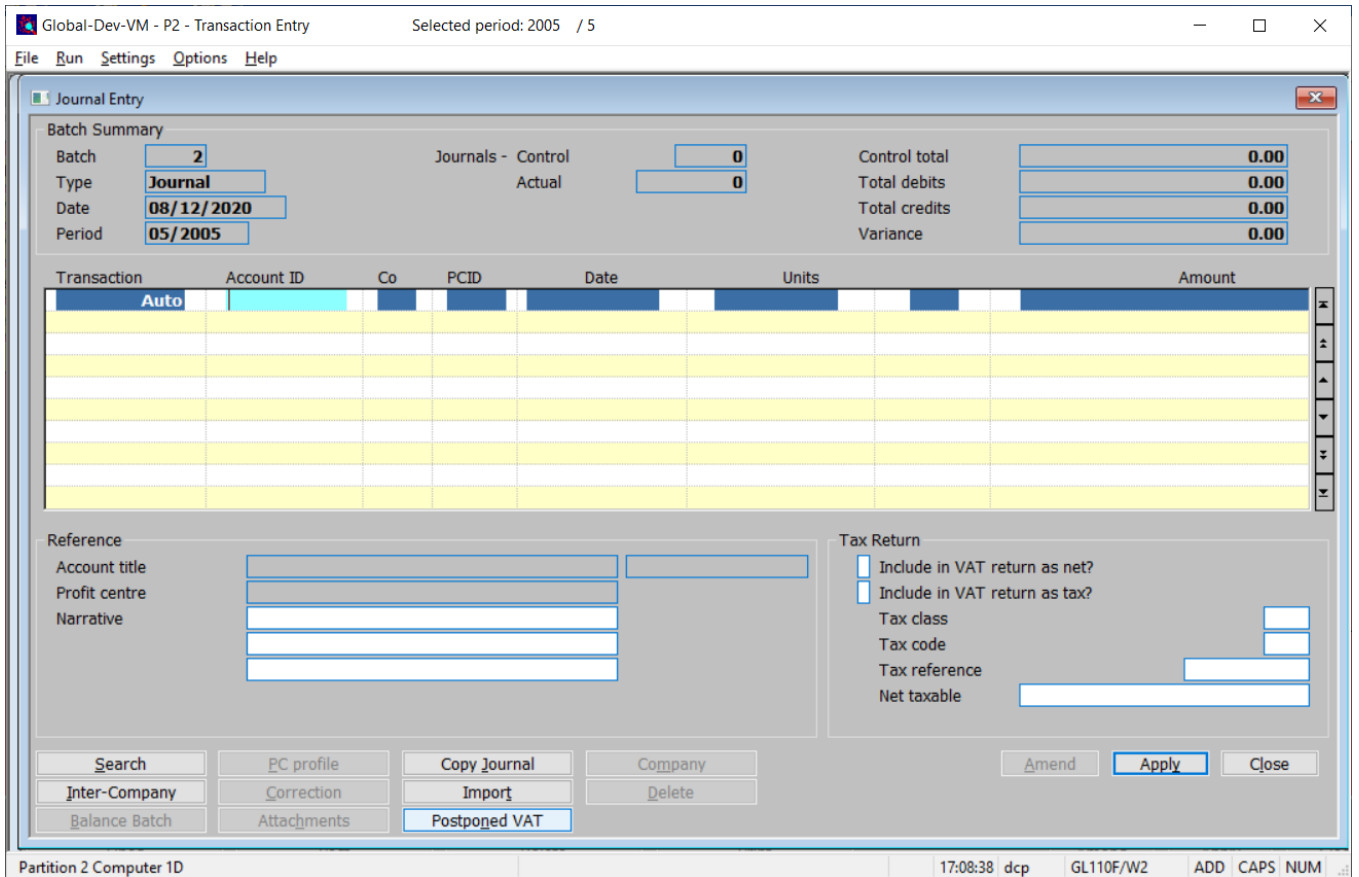 Global-Dev-VM - P2 - Transaction Entry Selected period: 2005 / 5
File Run Settings Options Help
Journal Entry
Batch Summary
Batch 2 Journals - Control 0 Control total 0.00
Type Journal Actual 0 Total debits 0.00
Date 08/12/2020 Total credits 0.00
Period 05/2005 Variance 0.00
Transaction Account ID Co PCID Date Units Amount
Auto
Reference Tax Return
Account title Include in VAT return as net?
Profit centre Include in VAT return as tax?
Narrative Tax class
Tax code
Tax reference
Net taxable
Search PC profile Copy Journal Company Amend Apply Close
Inter-Company Correction Import Delete
Balance Batch Attachments Postponed VAT
Partition 2 Computer 1D 17:08:38 dcp GL110F/W2 ADD CAPS NUM